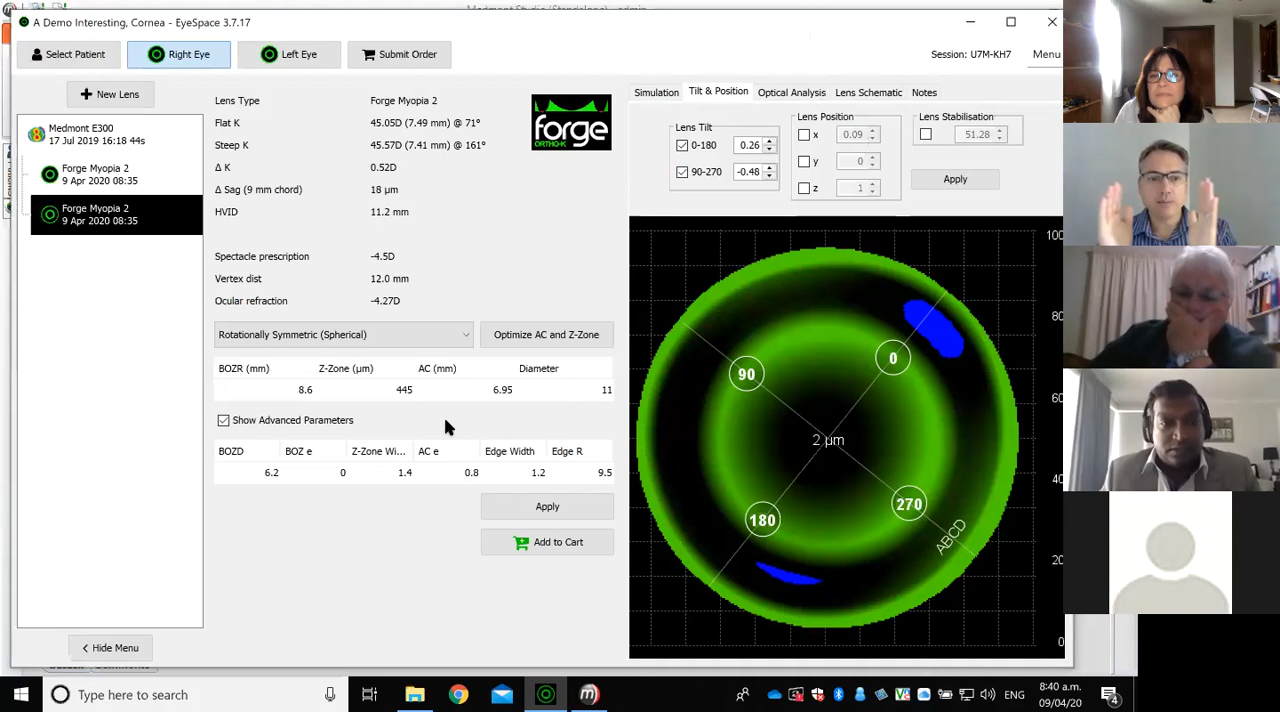 Medmont Studio (Standalone) - admin
A Demo Interesting, Cornea - EyeSpace 3.7.17
Select Patient
Right Eye
Left Eye
Submit Order
Session: U7M-KH7
Menu
New Lens
Medmont E300
17 Jul 2019 16:18 44s
Forge Myopia 2
9 Apr 2020 08:35
Forge Myopia 2
9 Apr 2020 08:35
< Hide Menu
Lens Type Forge Myopia 2
Flat K 45.05D (7.49 mm) @ 71°
Steep K 45.57D (7.41 mm) @ 161°
Δ K 0.52D
Δ Sag (9 mm chord) 18 µm
HVID 11.2 mm
forge
ORTHO-K
Spectacle prescription -4.5D
Vertex dist 12.0 mm
Ocular refraction -4.27D
Rotationally Symmetric (Spherical)
Optimize AC and Z-Zone
BOZR (mm) Z-Zone (µm) AC (mm) Diameter
8.6 445 6.95 11
Show Advanced Parameters
BOZD BOZ e Z-Zone Wi... AC e Edge Width Edge R
6.2 0 1.4 0.8 1.2 9.5
Apply
Add to Cart
Simulation
Tilt & Position
Optical Analysis
Lens Schematic
Notes
Lens Tilt
0-180 0.26
90-270 -0.48
Lens Position
x 0.09
y 0
z 1
Lens Stabilisation
51.28
Apply
100
80
60
40
20
0
0
90
2 µm
270
180
ABCD
Type here to search
ENG
8:40 a.m.
09/04/20
4